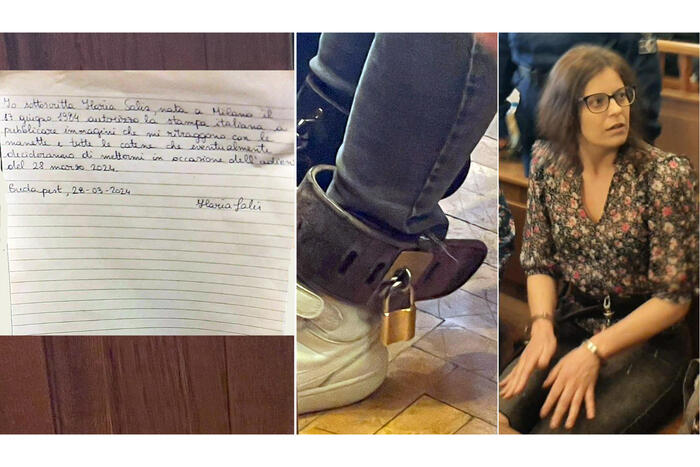 Io sottoscritta Ilaria Salis, nata a Milano il
17 giugno 1984 autorizzo la stampa italiana a
pubblicare immagini che mi ritraggono con le
manette e tutte le catene che eventualmente
decideranno di mettermi in occasione dell'udienza
del 28 marzo 2024.
Budapest, 28-03-2024
Ilaria Salis